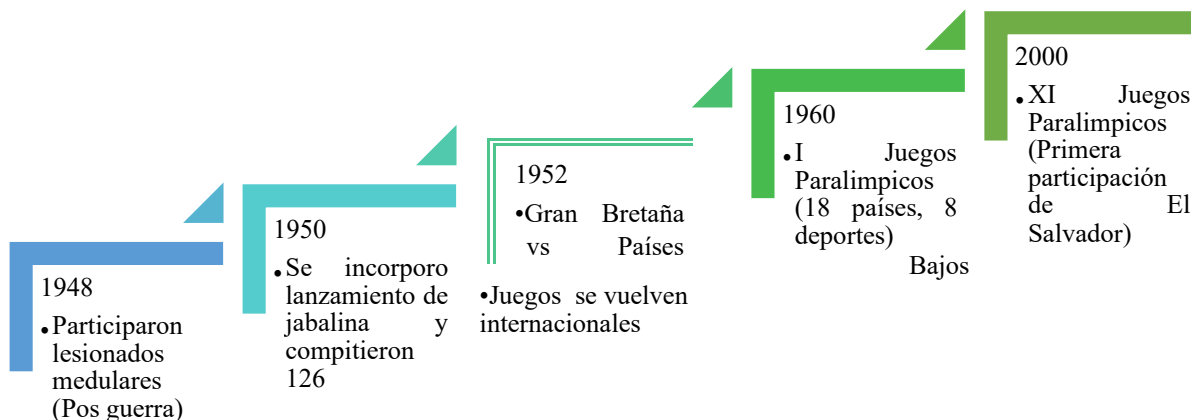 1948
•Participaron
lesionados
medulares
(Pos guerra)
1950
•Se incorporo
lanzamiento de
jabalina y
compitieron
126
1952
•Gran Bretaña
vs Países
Bajos
•Juegos se vuelven
internacionales
1960
•I Juegos
Paralimpicos
(18 países, 8
deportes)
2000
•XI Juegos
Paralimpicos
(Primera
participación
de El
Salvador)